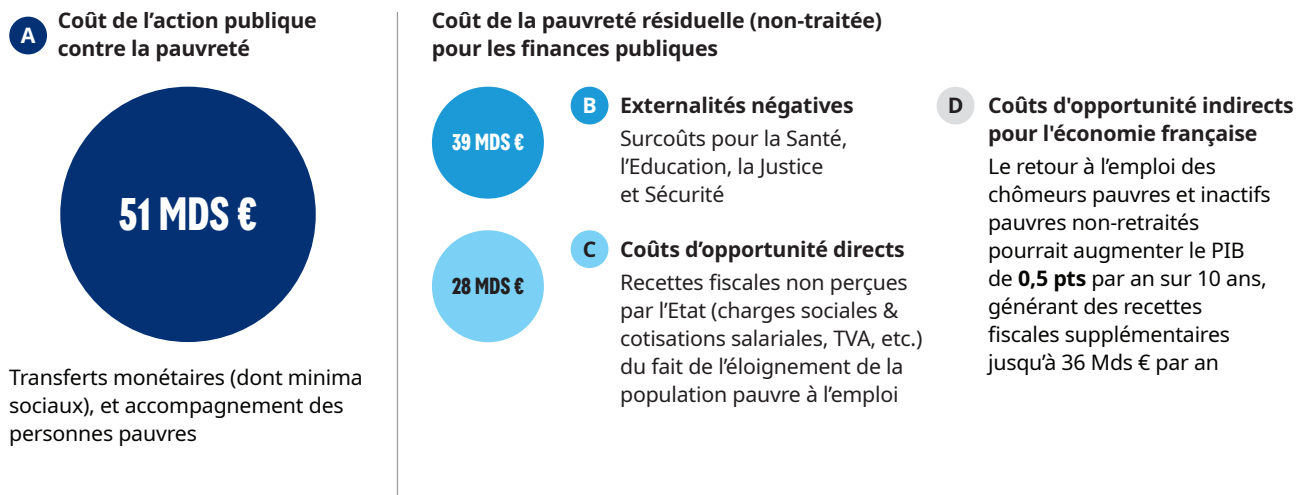 A
Coût de l'action publique
contre la pauvreté
51 MDS €
Transferts monétaires (dont minima
sociaux), et accompagnement des
personnes pauvres
Coût de la pauvreté résiduelle (non-traitée)
pour les finances publiques
39 MDS €
B
Externalités négatives
Surcoûts pour la Santé,
l’Education, la Justice
et Sécurité
28 MDS €
C
Coûts d’opportunité directs
Recettes fiscales non perçues
par l’Etat (charges sociales &
cotisations salariales, TVA, etc.)
du fait de l’éloignement de la
population pauvre à l’emploi
D
Coûts d'opportunité indirects
pour l'économie française
Le retour à l’emploi des
chômeurs pauvres et inactifs
pauvres non-retraités
pourrait augmenter le PIB
de 0,5 pts par an sur 10 ans,
générant des recettes
fiscales supplémentaires
jusqu’à 36 Mds € par an